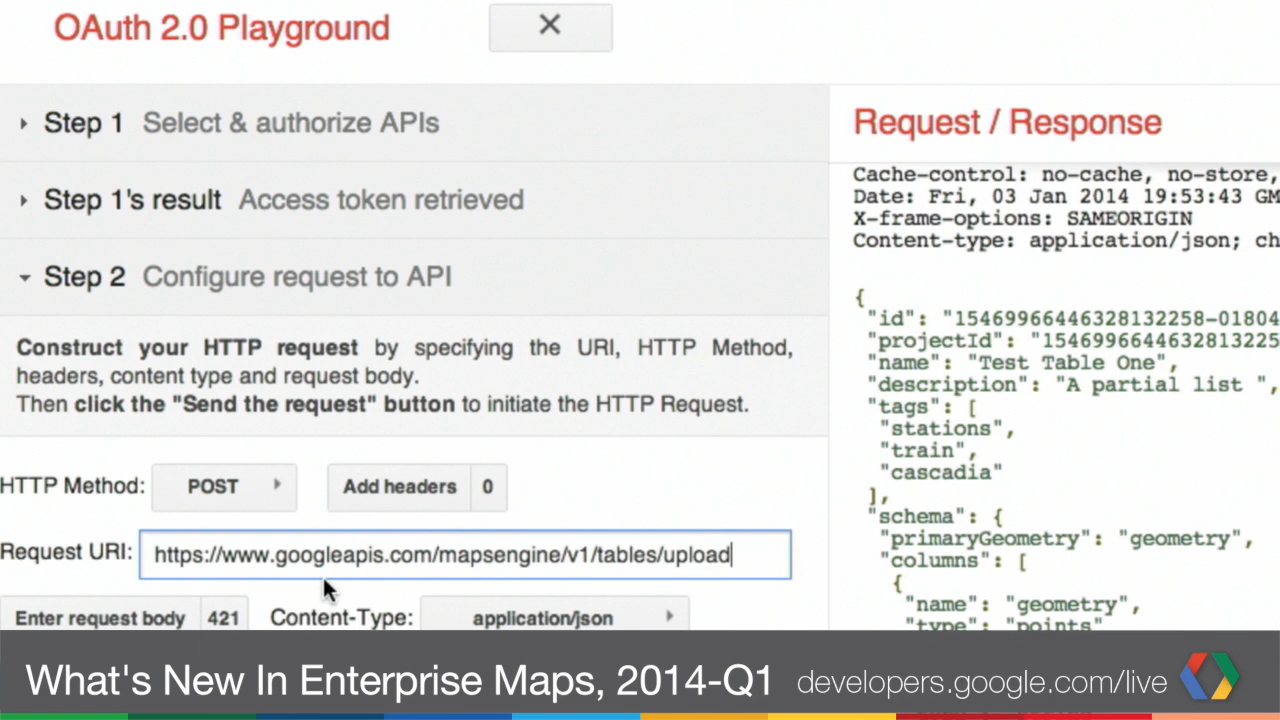 OAuth 2.0 Playground
Step 1 Select & authorize APIs
Step 1's result Access token retrieved
Step 2 Configure request to API
Construct your HTTP request by specifying the URI, HTTP Method,
headers, content type and request body.
Then click the "Send the request" button to initiate the HTTP Request.
HTTP Method: POST Add headers 0
Request URI: https://www.googleapis.com/mapsengine/v1/tables/upload
Enter request body 421 Content-Type: application/json
Request / Response
Cache-control: no-cache, no-store,
Date: Fri, 03 Jan 2014 19:53:43 GM
X-frame-options: SAMEORIGIN
Content-type: application/json; ch
{
"id": "15469966446328132258-01804
"projectId": "1546996644632813225
"name": "Test Table One",
"description": "A partial list ",
"tags": [
"stations",
"train",
"cascadia"
],
"schema": {
"primaryGeometry": "geometry",
"columns": [
{
"name": "geometry",
"type": "points"
What's New In Enterprise Maps, 2014-Q1 developers.google.com/live